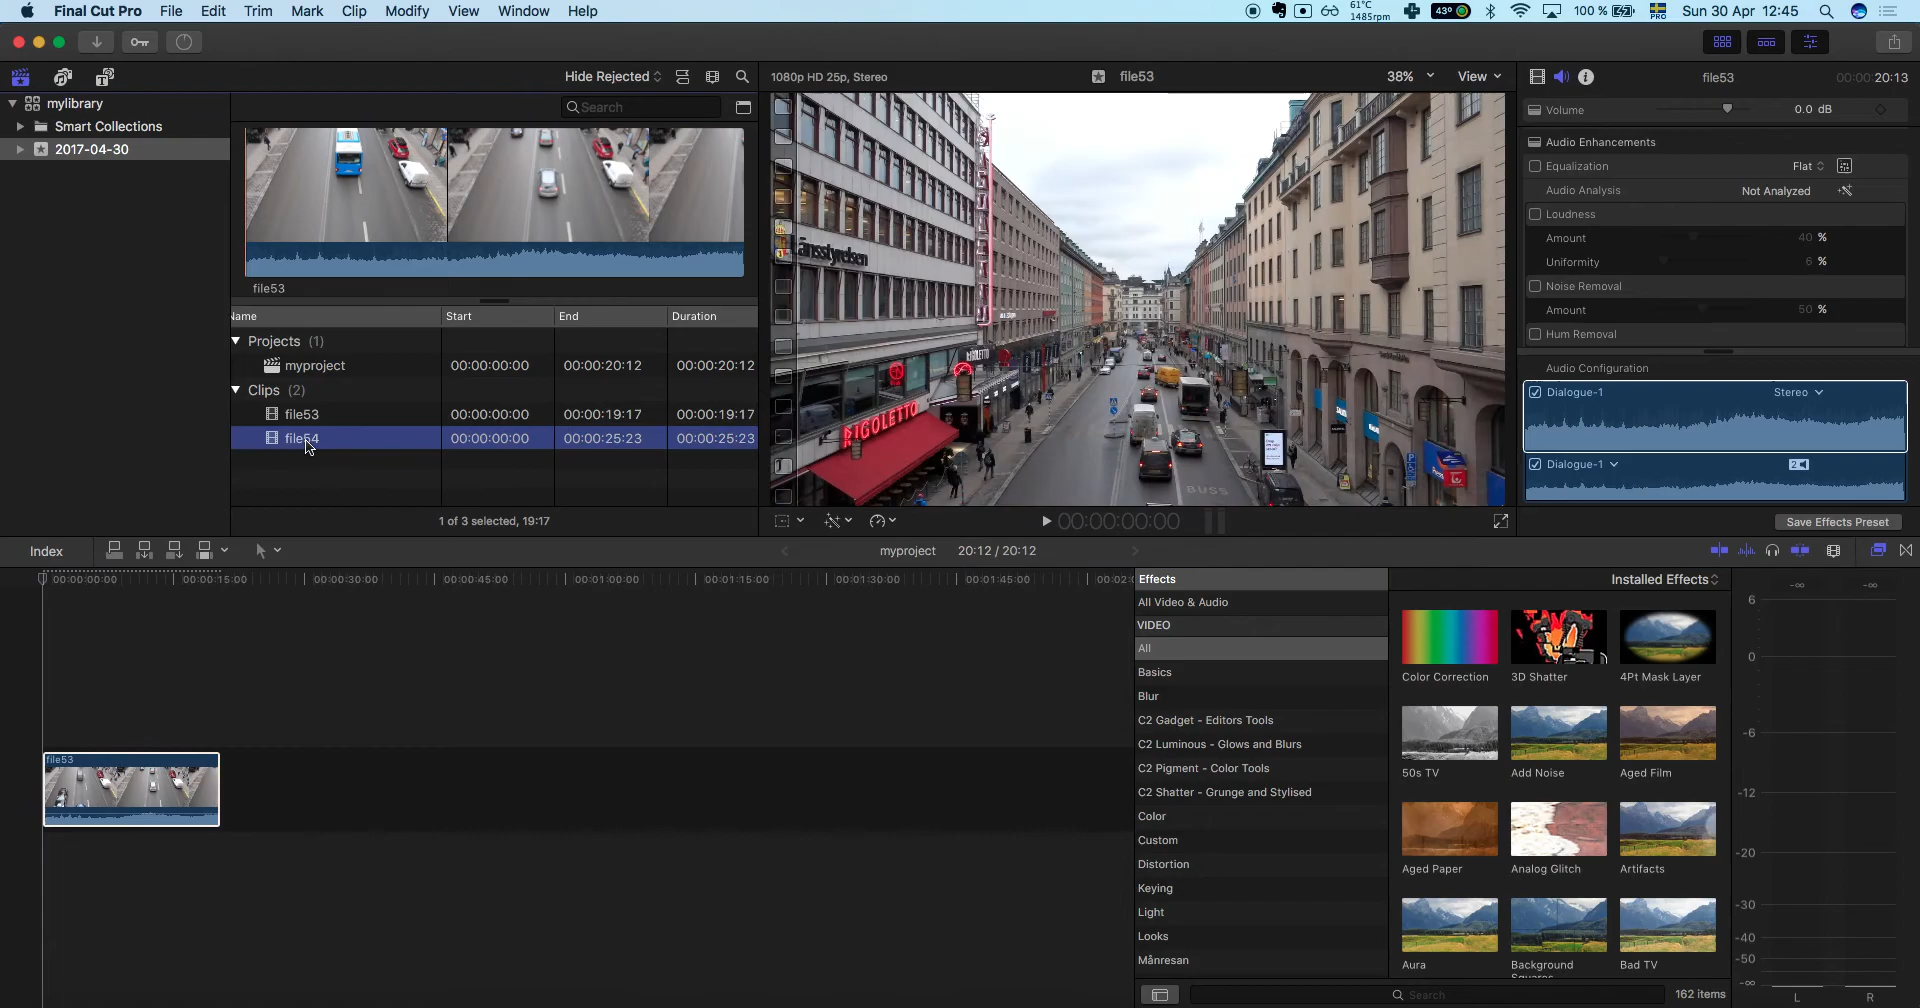 Final Cut Pro File Edit Trim Mark Clip Modify View Window Help 61°C 1485rpm 43° 100 % PRO Sun 30 Apr 12:45
Hide Rejected 1080p HD 25p, Stereo file53 38% View file53 00:00:20:13
mylibrary
Smart Collections
2017-04-30
Search
file53
Name Start End Duration
Projects (1)
myproject 00:00:00:00 00:00:20:12 00:00:20:12
Clips (2)
file53 00:00:00:00 00:00:19:17 00:00:19:17
file54 00:00:00:00 00:00:25:23 00:00:25:23
1 of 3 selected, 19:17
Länsstyrelsen
RIGOLETTO
RIGOLETTO
BUSS
00:00:00:00
Volume 0.0 dB
Audio Enhancements
Equalization Flat
Audio Analysis Not Analyzed
Loudness
Amount 40 %
Uniformity 6 %
Noise Removal
Amount 50 %
Hum Removal
Audio Configuration
Dialogue-1 Stereo
Dialogue-1 2
Save Effects Preset
Index myproject 20:12 / 20:12
00:00:00:00 00:00:15:00 00:00:30:00 00:00:45:00 00:01:00:00 00:01:15:00 00:01:30:00 00:01:45:00 00:02:0
file53
Effects Installed Effects
All Video & Audio
VIDEO
All
Basics
Blur
C2 Gadget - Editors Tools
C2 Luminous - Glows and Blurs
C2 Pigment - Color Tools
C2 Shatter - Grunge and Stylised
Color
Custom
Distortion
Keying
Light
Looks
Månresan
Color Correction 3D Shatter 4Pt Mask Layer
50s TV Add Noise Aged Film
Aged Paper Analog Glitch Artifacts
Aura Background Squares Bad TV
Search 162 items
-∞ -∞
6
0
-6
-12
-20
-30
-40
-50
-∞
L R